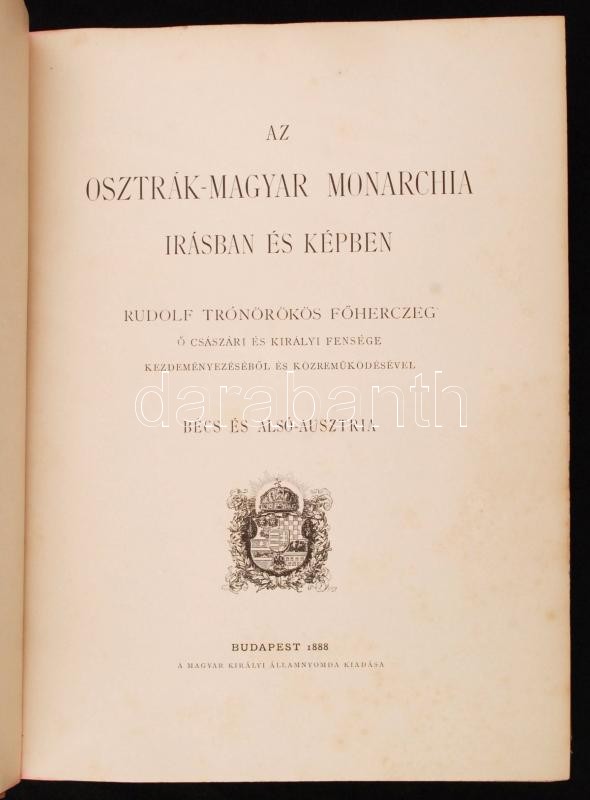 AZ
OSZTRÁK-MAGYAR MONARCHIA
IRÁSBAN ÉS KÉPBEN
RUDOLF TRÓNÖRÖKÖS FŐHERCZEG
Ő CSÁSZÁRI ÉS KIRÁLYI FENSÉGE
KEZDEMÉNYEZÉSÉBŐL ÉS KÖZREMŰKÖDÉSÉVEL
darabanth
BÉCS ÉS ALSÓ-AUSZTRIA
BUDAPEST 1888
A MAGYAR KIRÁLYI ÁLLAMNYOMDA KIADÁSA